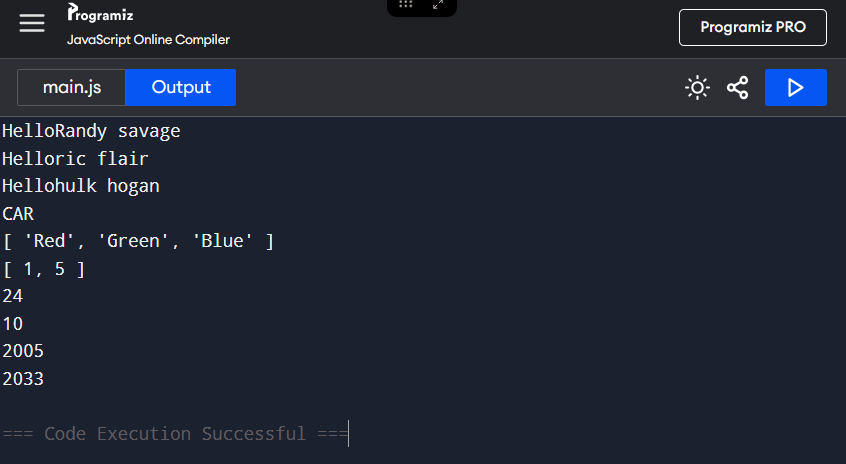 Programiz
JavaScript Online Compiler
Programiz PRO
main.js
Output
HelloRandy savage
Helloric flair
Hellohulk hogan
CAR
[ 'Red', 'Green', 'Blue' ]
[ 1, 5 ]
24
10
2005
2033
=== Code Execution Successful ===